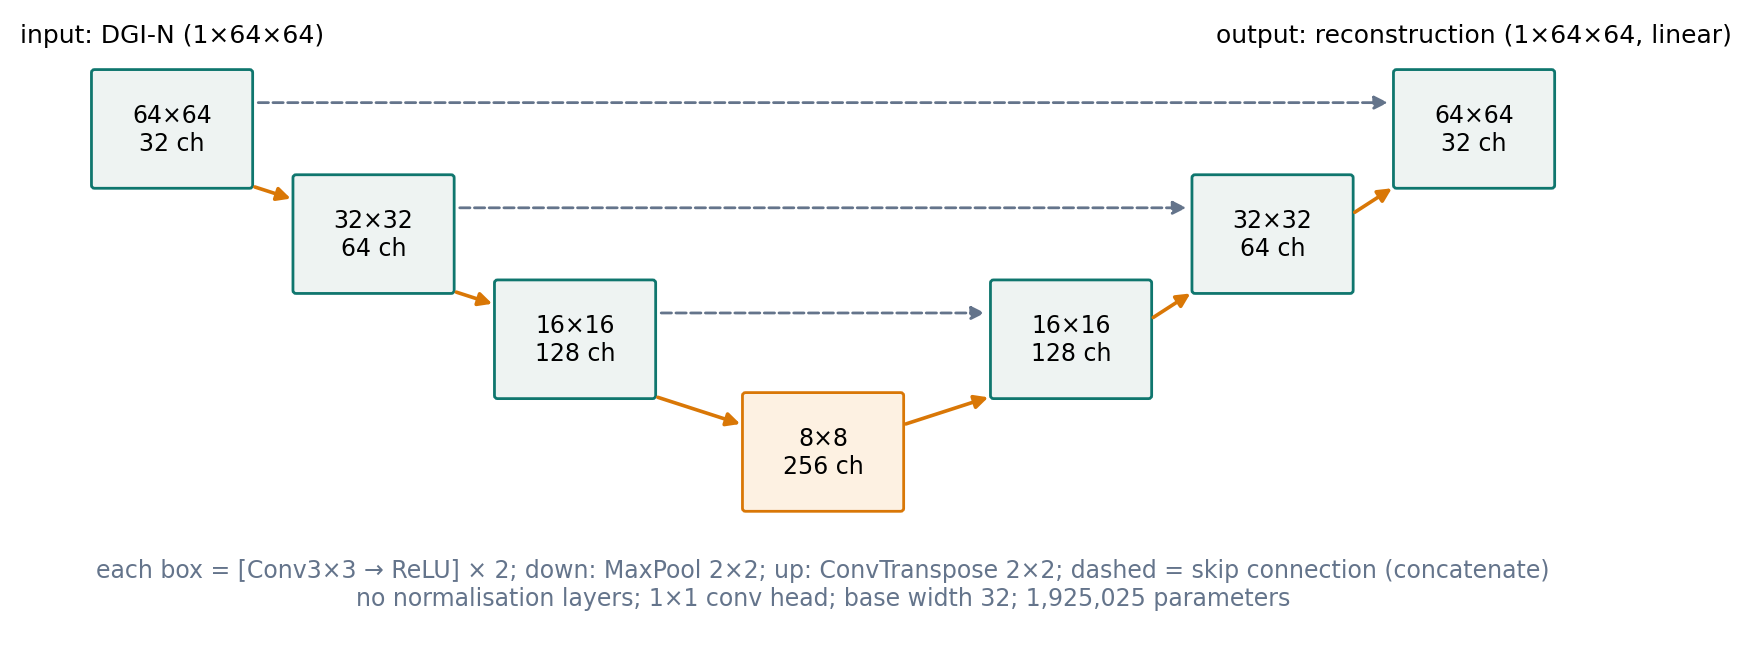 input: DGI-N (1×64×64)
output: reconstruction (1×64×64, linear)
64×64
32 ch
64×64
32 ch
32×32
64 ch
32×32
64 ch
16×16
128 ch
16×16
128 ch
8×8
256 ch
each box = [Conv3×3 → ReLU] × 2; down: MaxPool 2×2; up: ConvTranspose 2×2; dashed = skip connection (concatenate)
no normalisation layers; 1×1 conv head; base width 32; 1,925,025 parameters